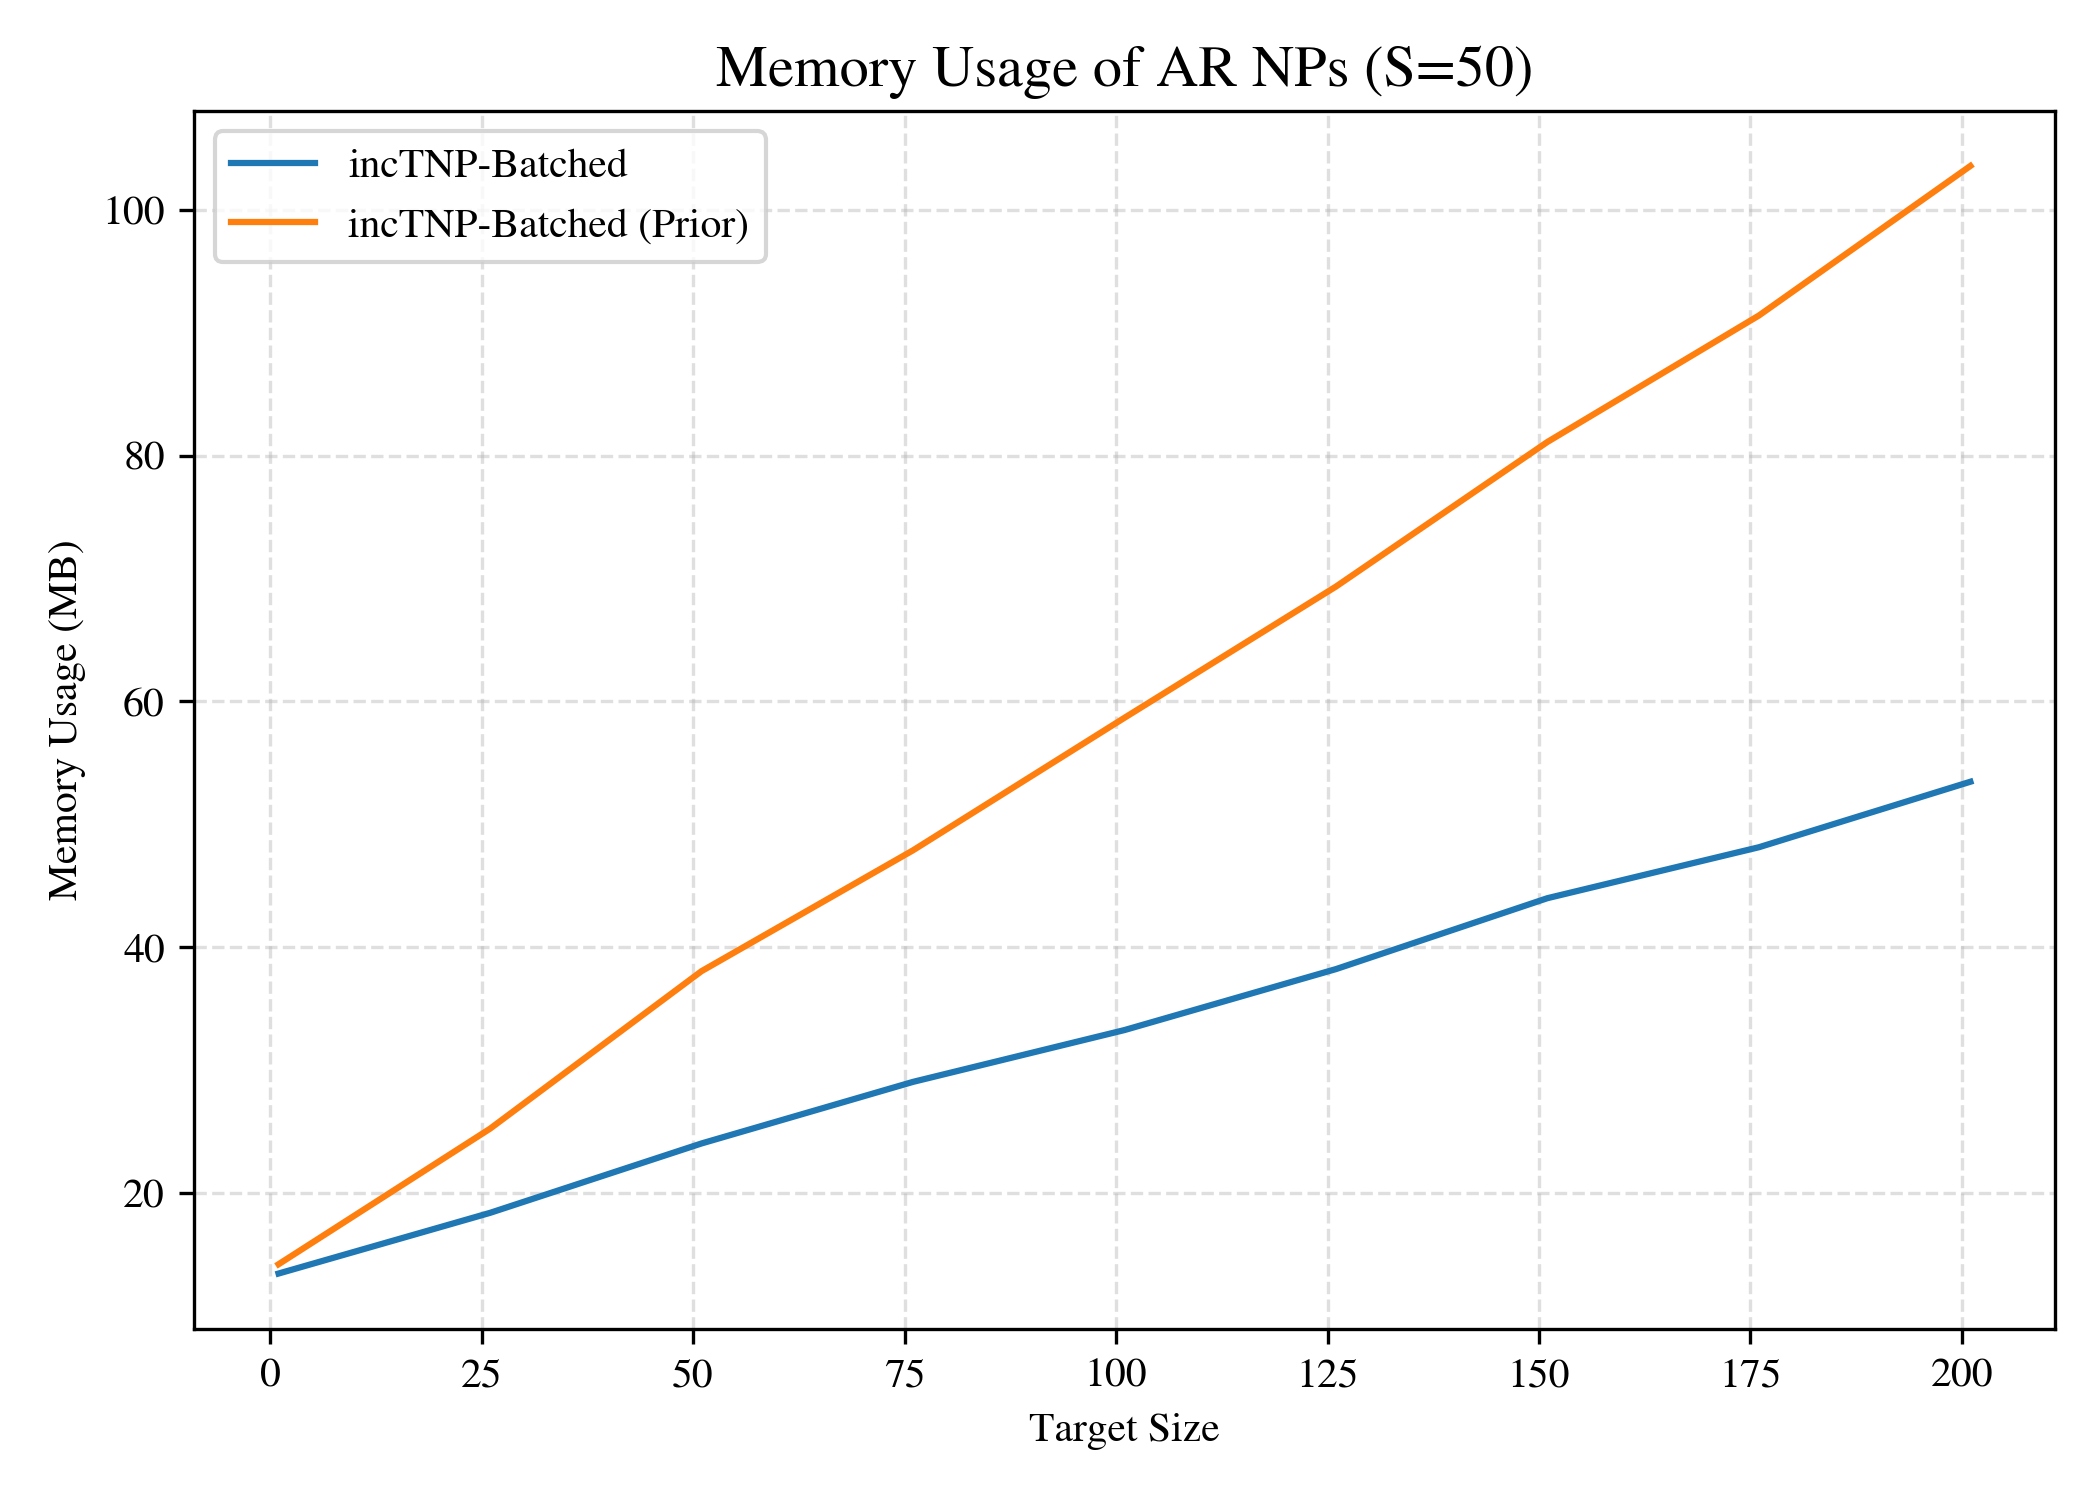 Memory Usage of AR NPs (S=50)
incTNP-Batched
incTNP-Batched (Prior)
Memory Usage (MB)
100
80
60
40
20
0 25 50 75 100 125 150 175 200
Target Size